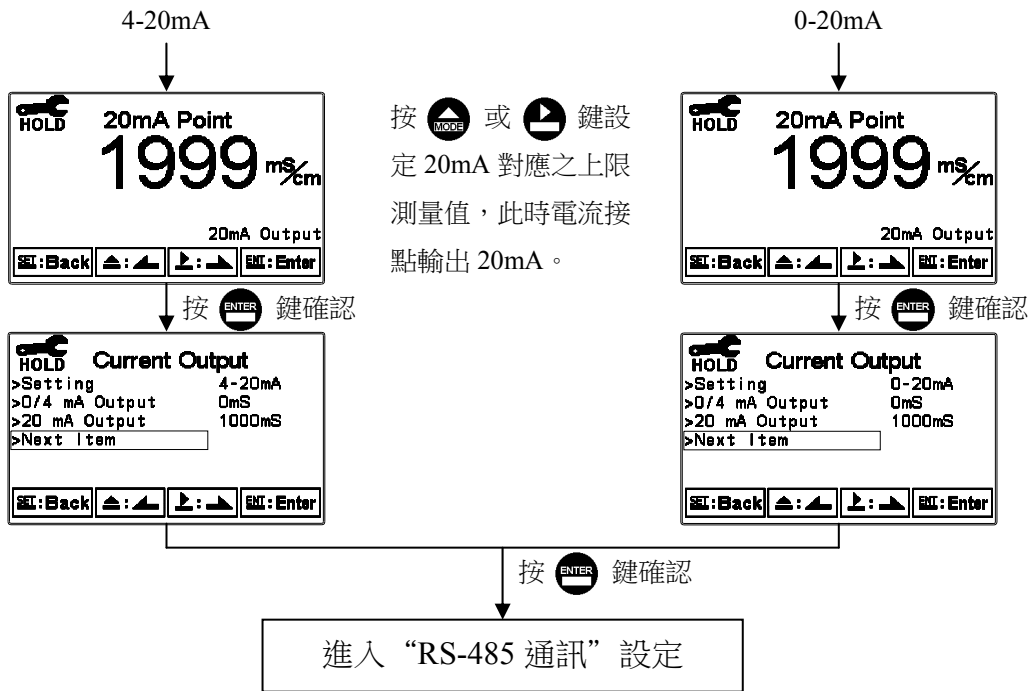 4-20mA
0-20mA
HOLD
20mA Point
1999 mS/cm
20mA Output
SET:Back
:
:
ENT:Enter
按 MODE 或 鍵設
定 20mA 對應之上限
測量值,此時電流接
點輸出 20mA。
HOLD
20mA Point
1999 mS/cm
20mA Output
SET:Back
:
:
ENT:Enter
按 ENTER 鍵確認
按 ENTER 鍵確認
HOLD
Current Output
>Setting 4-20mA
>0/4 mA Output 0mS
>20 mA Output 1000mS
>Next Item
SET:Back
:
:
ENT:Enter
HOLD
Current Output
>Setting 0-20mA
>0/4 mA Output 0mS
>20 mA Output 1000mS
>Next Item
SET:Back
:
:
ENT:Enter
按 ENTER 鍵確認
進入“RS-485 通訊”設定